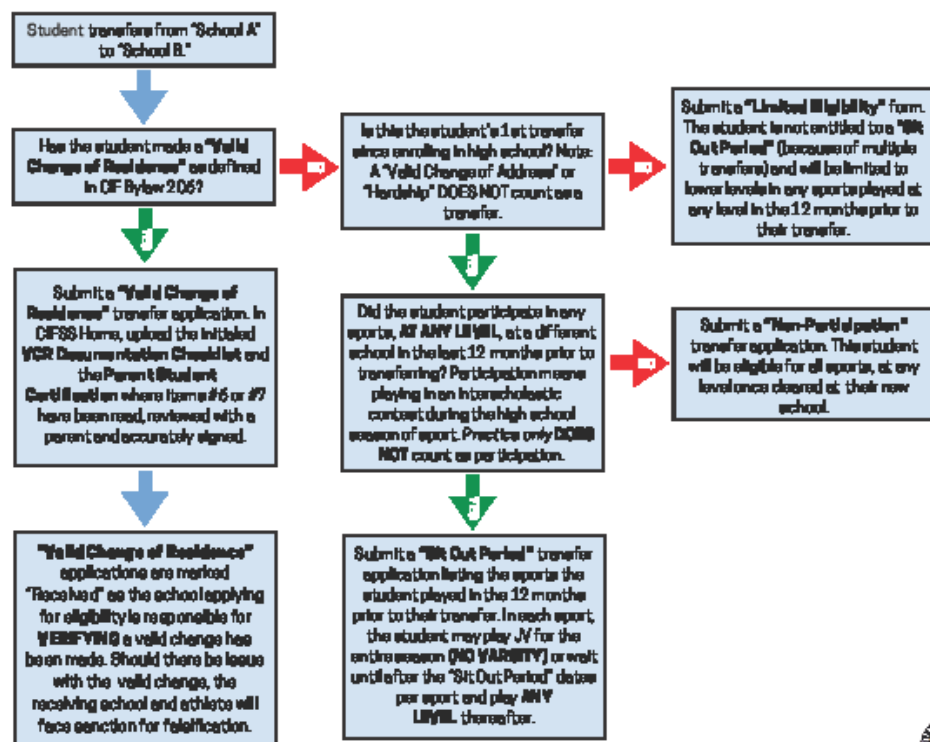 Student transfers from "School A"
to "School B."
Has the student made a "Valid
Change of Residence" as defined
in CIF Bylaw 206?
Is this the student's 1st transfer
since enrolling in high school? Note:
A "Valid Change of Address" or
"Hardship" DOES NOT count as a
transfer.
Submit a "Limited Eligibility" form.
The student is not entitled to a "Sit
Out Period" (because of multiple
transfers) and will be limited to
lower levels in any sports played at
any level in the 12 months prior to
their transfer.
Submit a "Valid Change of
Residence" transfer application. In
CIFSS Home, upload the initialed
VCR Documentation Checklist and
the Parent Student
Certification where items #6 or #7
have been read, reviewed with a
parent and accurately signed.
Did the student participate in any
sports, AT ANY LEVEL, at a different
school in the last 12 months prior to
transferring? Participation means
playing in an interscholastic
contest during the high school
season of sport. Practice only DOES
NOT count as participation.
Submit a "Non-Participation"
transfer application. This student
will be eligible for all sports, at any
level once cleared at their new
school.
"Valid Change of Residence"
applications are marked
"Received" as the school applying
for eligibility is responsible for
VERIFYING a valid change has
been made. Should there be issue
with the valid change, the
receiving school and athlete will
face sanction for falsification.
Submit a "Sit Out Period" transfer
application listing the sports the
student played in the 12 months
prior to their transfer. In each sport,
the student may play JV for the
entire season (NO VARSITY) or wait
until after the "Sit Out Period" dates
per sport and play ANY
LEVEL thereafter.